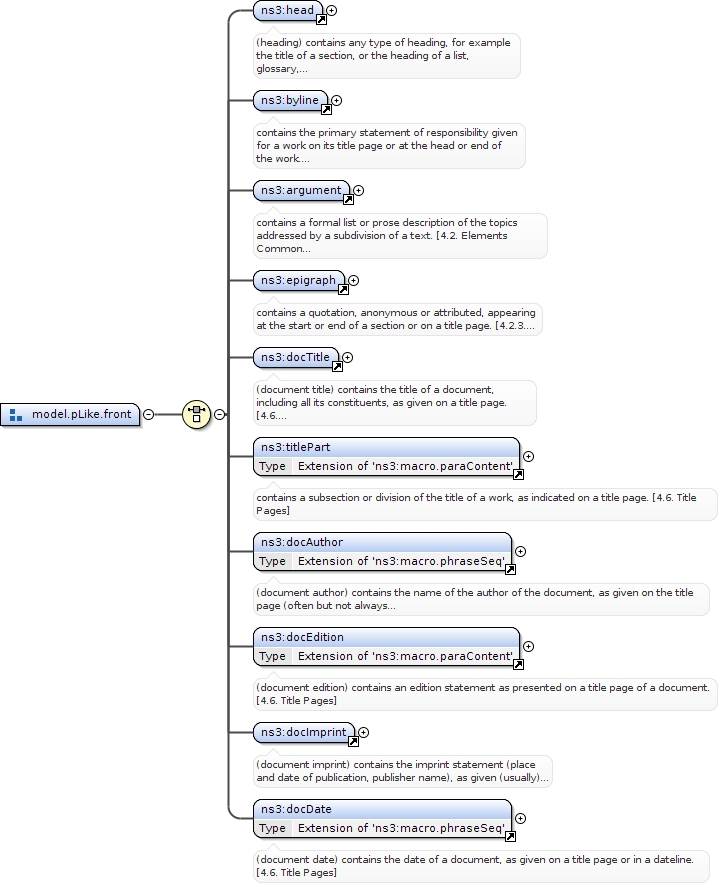 ns3:head
(heading) contains any type of heading, for example
the title of a section, or the heading of a list,
glossary,...
ns3:byline
contains the primary statement of responsibility given
for a work on its title page or at the head or end of
the work....
ns3:argument
contains a formal list or prose description of the topics
addressed by a subdivision of a text. [4.2. Elements
Common...
ns3:epigraph
contains a quotation, anonymous or attributed, appearing
at the start or end of a section or on a title page. [4.2.3....
ns3:docTitle
(document title) contains the title of a document,
including all its constituents, as given on a title page.
[4.6....
model.pLike.front
ns3:titlePart
Type Extension of 'ns3:macro.paraContent'
contains a subsection or division of the title of a work, as indicated on a title page. [4.6. Title
Pages]
ns3:docAuthor
Type Extension of 'ns3:macro.phraseSeq'
(document author) contains the name of the author of the document, as given on the title
page (often but not always...
ns3:docEdition
Type Extension of 'ns3:macro.paraContent'
(document edition) contains an edition statement as presented on a title page of a document.
[4.6. Title Pages]
ns3:docImprint
(document imprint) contains the imprint statement (place
and date of publication, publisher name), as given (usually)...
ns3:docDate
Type Extension of 'ns3:macro.phraseSeq'
(document date) contains the date of a document, as given on a title page or in a dateline.
[4.6. Title Pages]